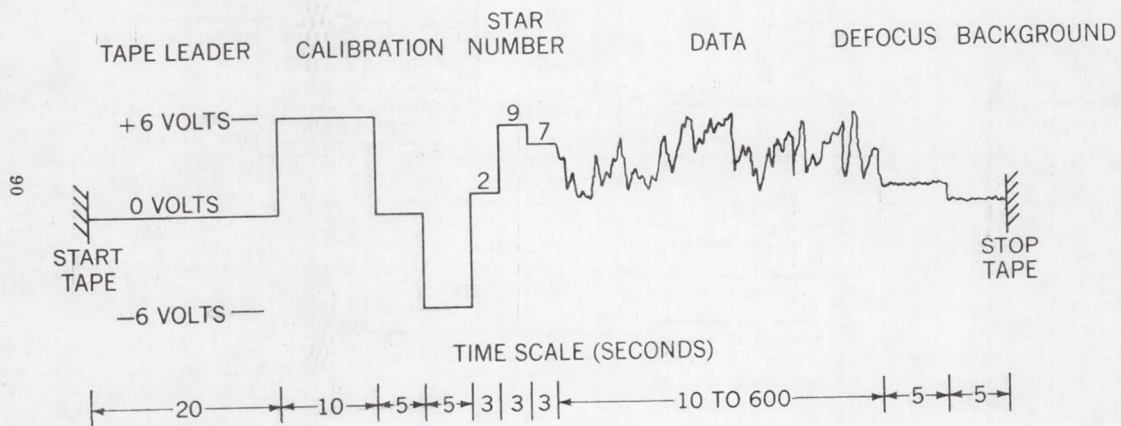 TAPE LEADER CALIBRATION STAR NUMBER DATA DEFOCUS BACKGROUND
+6 VOLTS
9
7
2
0 VOLTS
90
START TAPE
STOP TAPE
−6 VOLTS
TIME SCALE (SECONDS)
20 10 5 5 3 3 3 10 TO 600 5 5